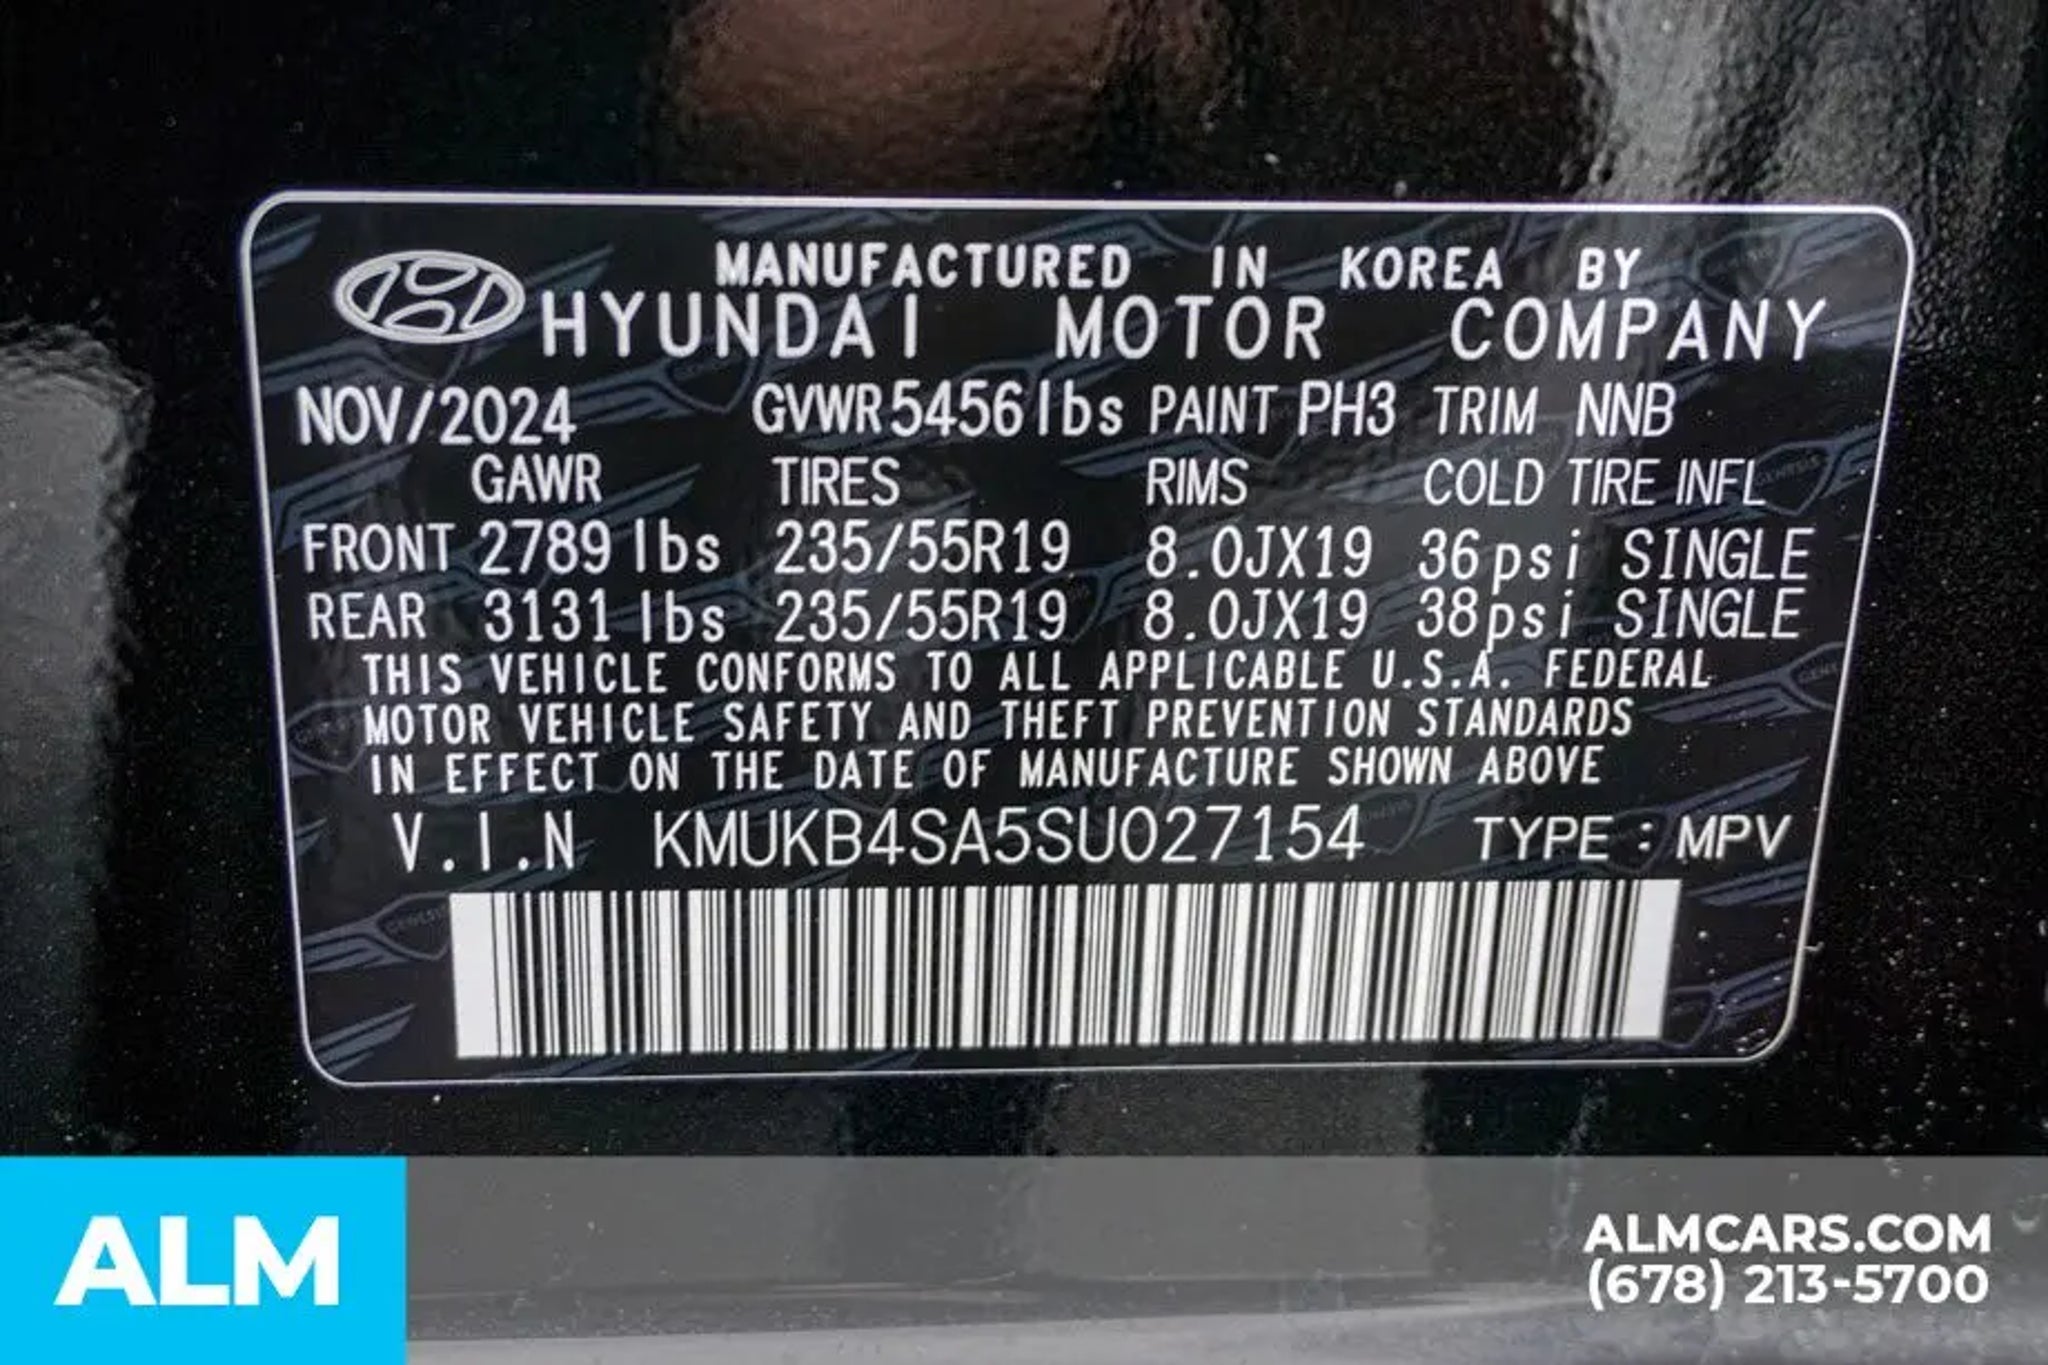 MANUFACTURED IN KOREA BY
HYUNDAI MOTOR COMPANY
NOV/2024 GVWR 5456lbs PAINT PH3 TRIM NNB
GAWR TIRES RIMS COLD TIRE INFL
FRONT 2789 lbs 235/55R19 8.0JX19 36psi SINGLE
REAR 3131 lbs 235/55R19 8.0JX19 38psi SINGLE
THIS VEHICLE CONFORMS TO ALL APPLICABLE U.S.A. FEDERAL
MOTOR VEHICLE SAFETY AND THEFT PREVENTION STANDARDS
IN EFFECT ON THE DATE OF MANUFACTURE SHOWN ABOVE
V.I.N KMUKB4SA5SU027154 TYPE : MPV
ALM
ALMCARS.COM
(678) 213-5700